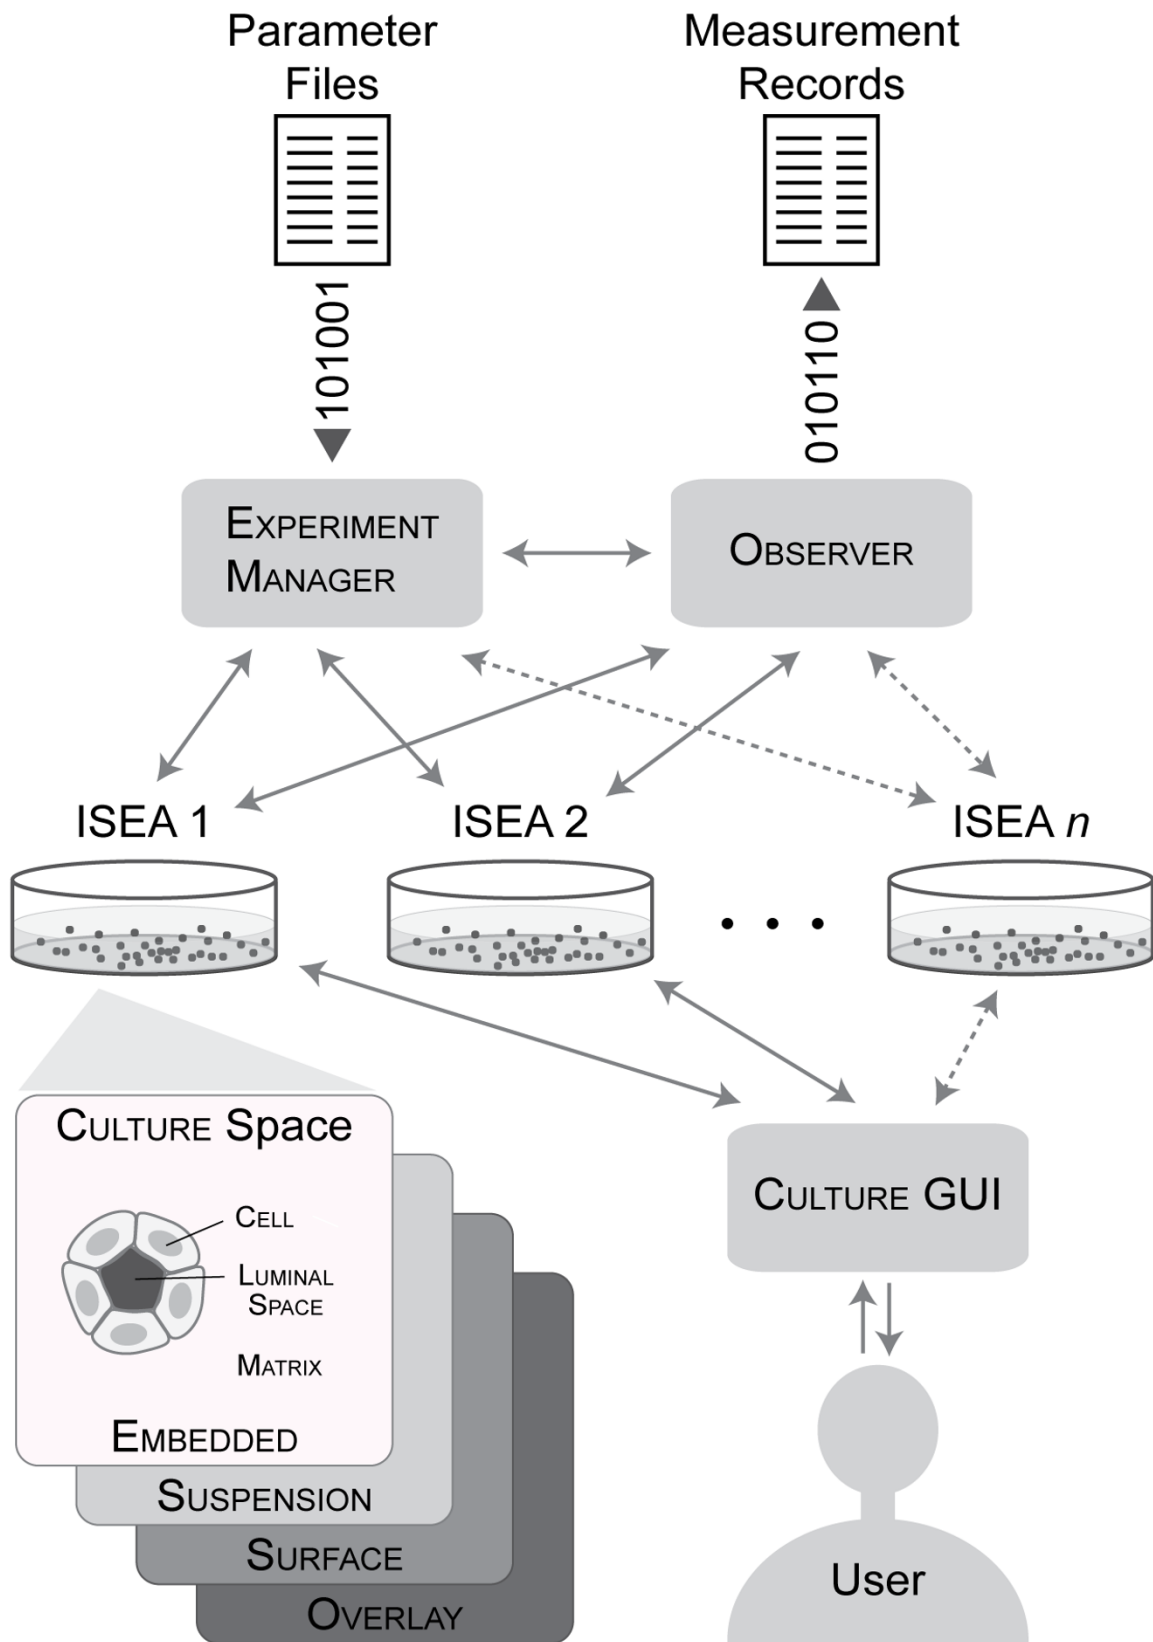 Parameter
Files
Measurement
Records
101001
010110
EXPERIMENT
MANAGER
OBSERVER
ISEA 1
ISEA 2
ISEA n
CULTURE Space
CELL
LUMINAL
SPACE
MATRIX
EMBEDDED
SUSPENSION
SURFACE
OVERLAY
CULTURE GUI
User